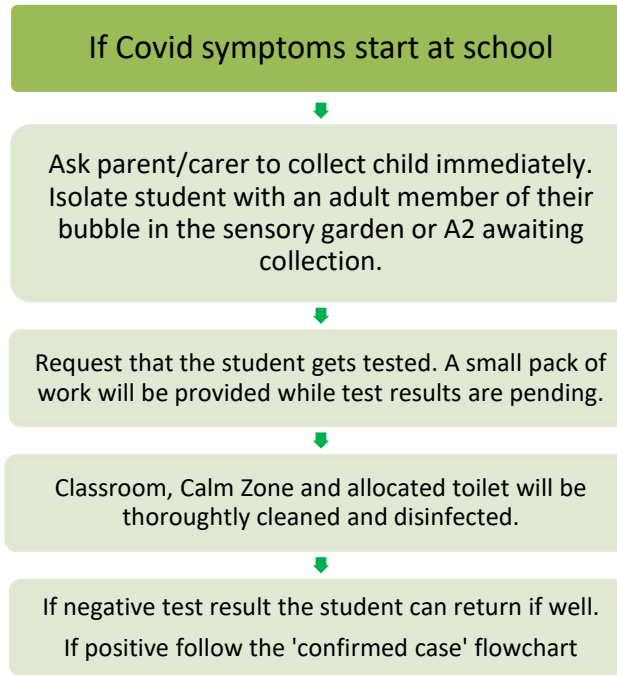 If Covid symptoms start at school
Ask parent/carer to collect child immediately.
Isolate student with an adult member of their
bubble in the sensory garden or A2 awaiting
collection.
Request that the student gets tested. A small pack of
work will be provided while test results are pending.
Classroom, Calm Zone and allocated toilet will be
thoroughtly cleaned and disinfected.
If negative test result the student can return if well.
If positive follow the 'confirmed case' flowchart